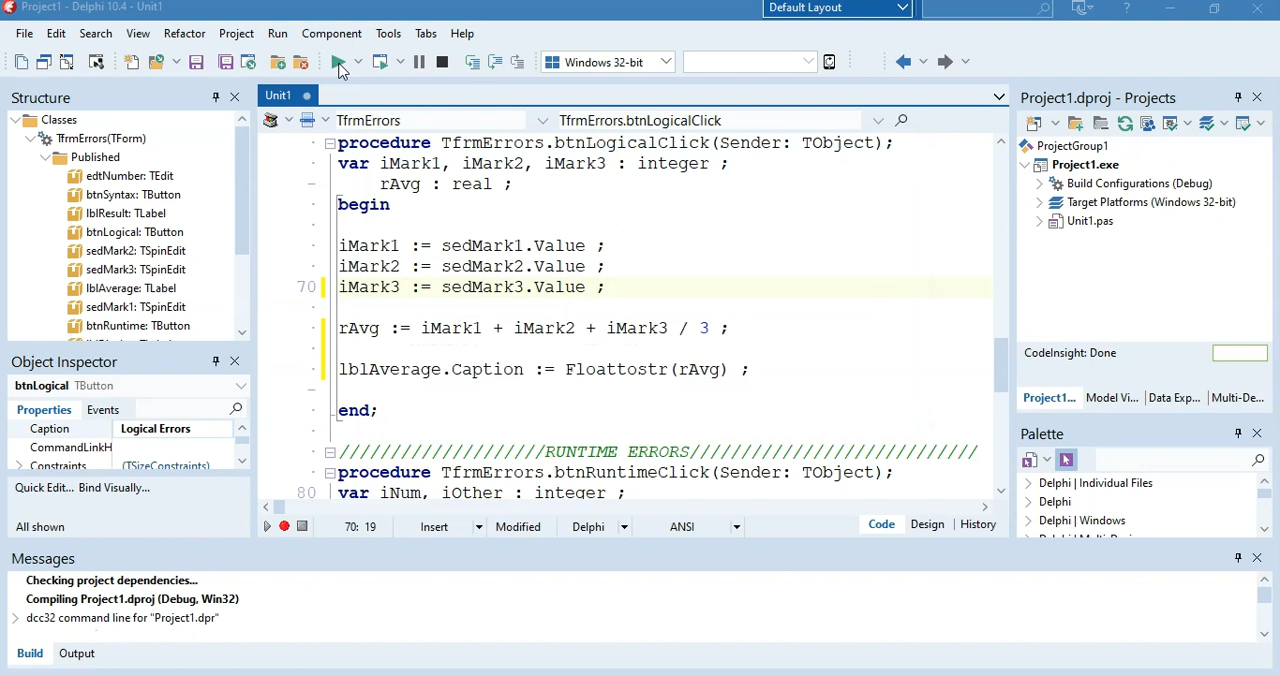 Project1 - Delphi 10.4 - Unit1
Default Layout
File Edit Search View Refactor Project Run Component Tools Tabs Help
Windows 32-bit
Structure
Classes
TfrmErrors(TForm)
Published
edtNumber: TEdit
btnSyntax: TButton
lblResult: TLabel
btnLogical: TButton
sedMark2: TSpinEdit
sedMark3: TSpinEdit
lblAverage: TLabel
sedMark1: TSpinEdit
btnRuntime: TButton
Object Inspector
btnLogical TButton
Properties Events
Caption Logical Errors
CommandLinkH
Constraints (TSizeConstraints)
Quick Edit... Bind Visually...
All shown
Unit1
TfrmErrors TfrmErrors.btnLogicalClick
procedure TfrmErrors.btnLogicalClick(Sender: TObject);
var iMark1, iMark2, iMark3 : integer ;
rAvg : real ;
begin
iMark1 := sedMark1.Value ;
iMark2 := sedMark2.Value ;
70 iMark3 := sedMark3.Value ;
rAvg := iMark1 + iMark2 + iMark3 / 3 ;
lblAverage.Caption := Floattostr(rAvg) ;
end;
////////////////////RUNTIME ERRORS////////////////////////////
procedure TfrmErrors.btnRuntimeClick(Sender: TObject);
80 var iNum, iOther : integer ;
70: 19 Insert Modified Delphi ANSI Code Design History
Project1.dproj - Projects
ProjectGroup1
Project1.exe
Build Configurations (Debug)
Target Platforms (Windows 32-bit)
Unit1.pas
CodeInsight: Done
Project1... Model Vi... Data Exp... Multi-De...
Palette
Delphi | Individual Files
Delphi
Delphi | Windows
Messages
Checking project dependencies...
Compiling Project1.dproj (Debug, Win32)
dcc32 command line for "Project1.dpr"
Build Output